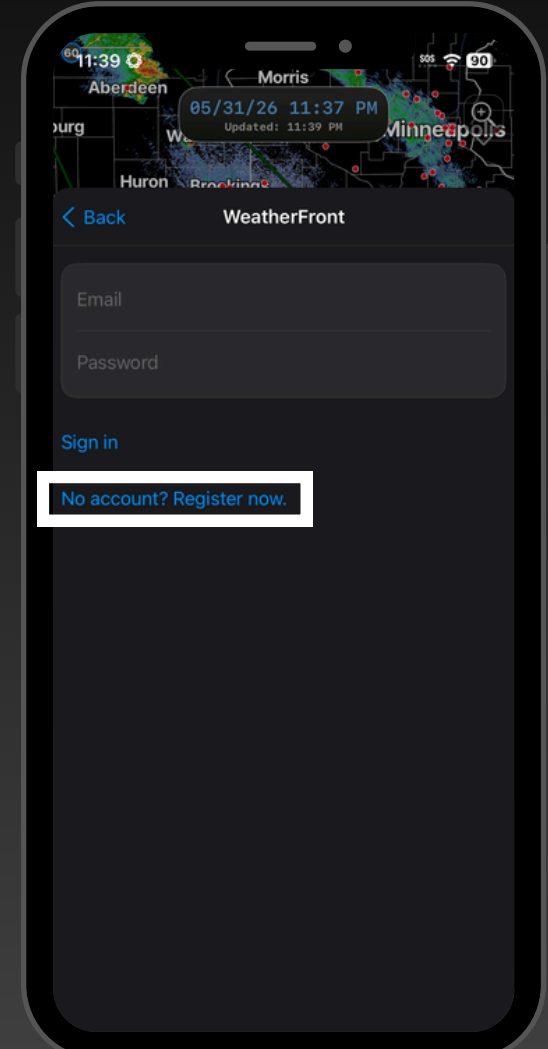 60
11:39
SOS
90
Morris
Aberdeen
05/31/26 11:37 PM
Updated: 11:39 PM
Minneapolis
Huron
Brookings
Back
WeatherFront
Email
Password
Sign in
No account? Register now.